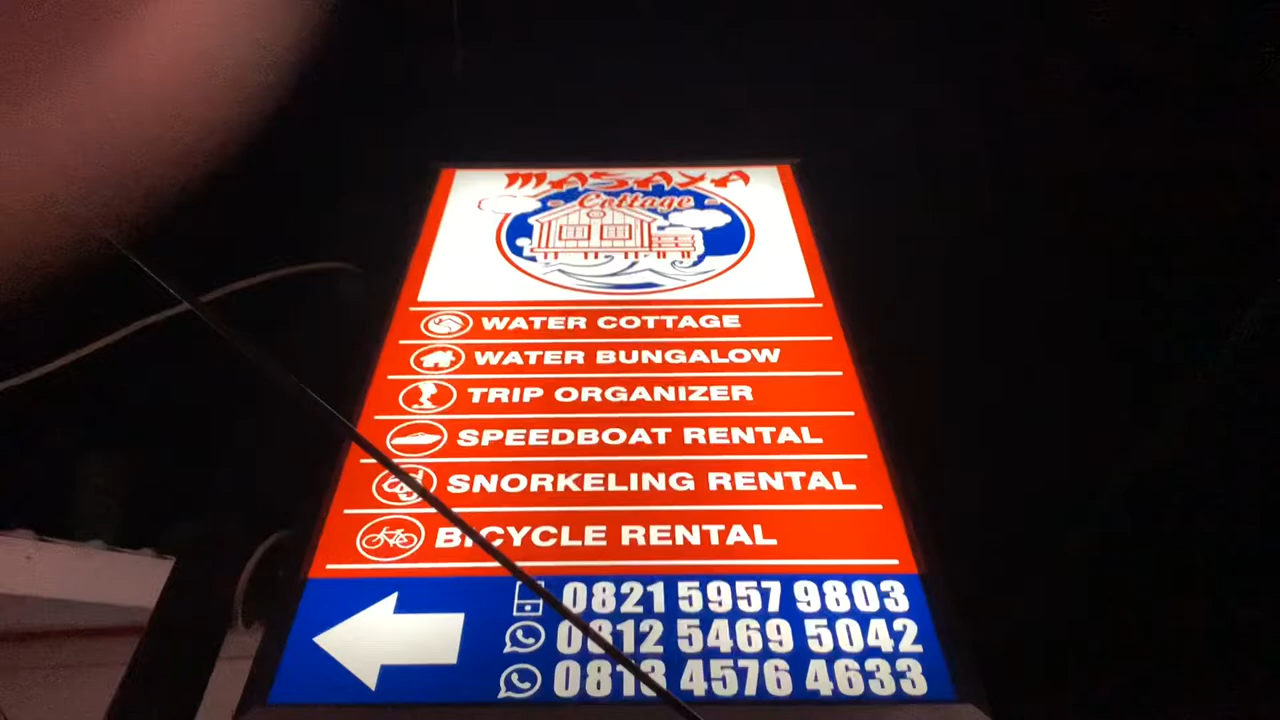 MASAYA
Cottage
WATER COTTAGE
WATER BUNGALOW
TRIP ORGANIZER
SPEEDBOAT RENTAL
SNORKELING RENTAL
BICYCLE RENTAL
0821 5957 9803
0812 5469 5042
0813 4576 4633